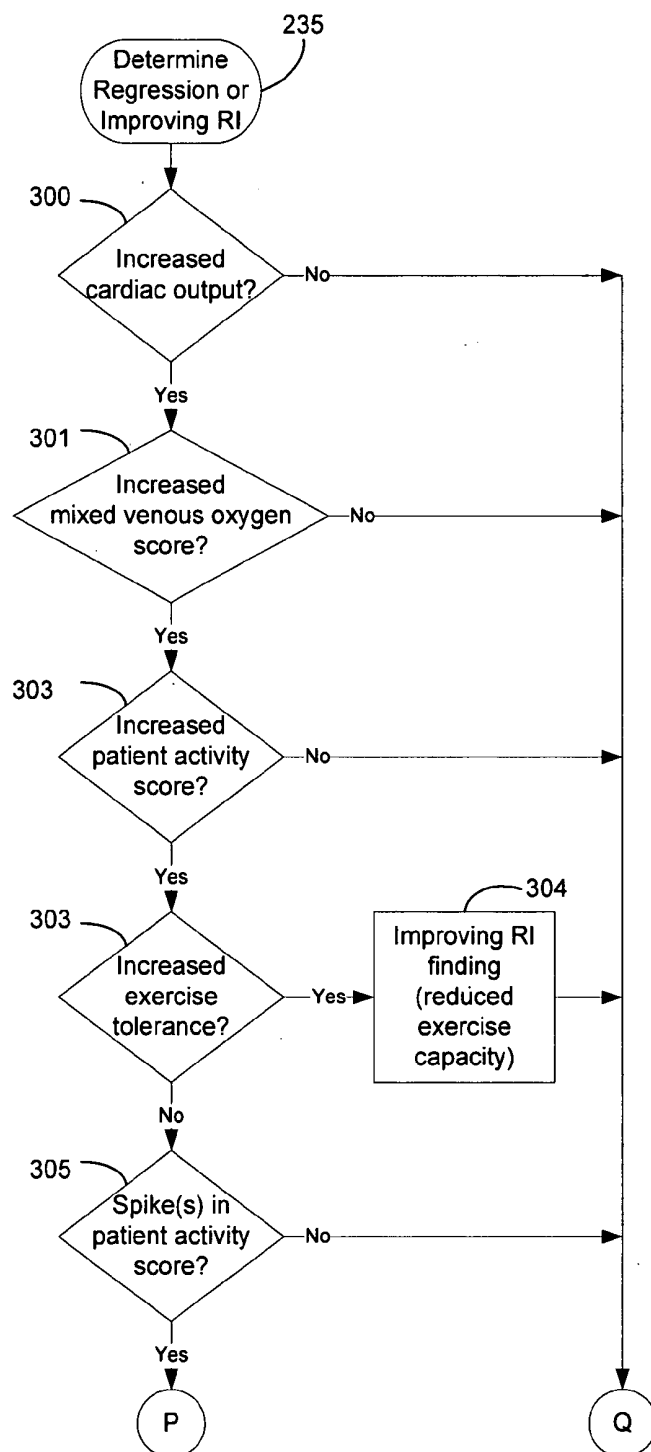 235
Determine
Regression or
Improving RI
300
Increased
cardiac output?
No
Yes
301
Increased
mixed venous oxygen
score?
No
Yes
303
Increased
patient activity
score?
No
Yes
303
Increased
exercise
tolerance?
Yes
304
Improving RI
finding
(reduced
exercise
capacity)
No
305
Spike(s) in
patient activity
score?
No
Yes
P
Q